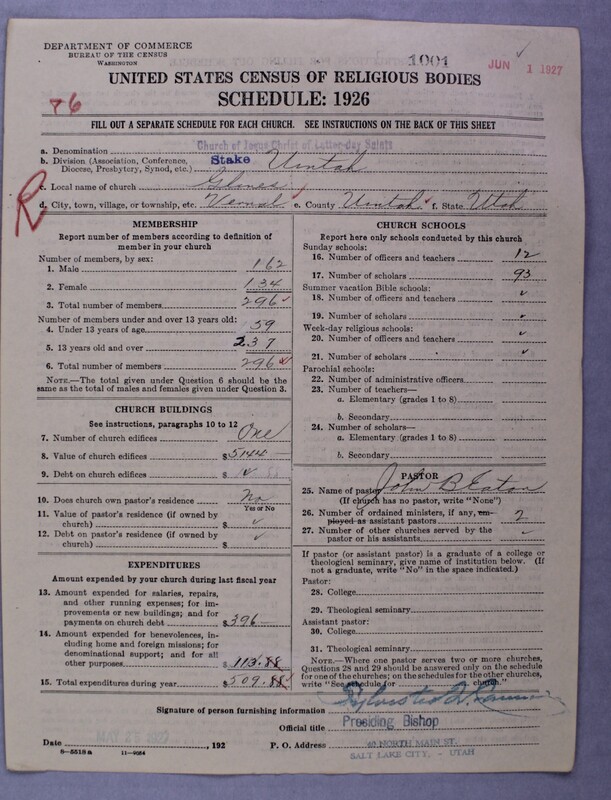 DEPARTMENT OF COMMERCE
BUREAU OF THE CENSUS
WASHINGTON
1001
JUN 1 1927
UNITED STATES CENSUS OF RELIGIOUS BODIES
SCHEDULE: 1926
76
FILL OUT A SEPARATE SCHEDULE FOR EACH CHURCH. SEE INSTRUCTIONS ON THE BACK OF THIS SHEET
a. Denomination Church of Jesus Christ of Latter-day Saints
b. Division (Association, Conference, Diocese, Presbytery, Synod, etc.) Stake Uintah
R
c. Local name of church Glines
d. City, town, village, or township, etc. Vernal e. County Uintah f. State Utah
MEMBERSHIP
Report number of members according to definition of
member in your church
Number of members, by sex:
1. Male 162
2. Female 134
3. Total number of members 296
Number of members under and over 13 years old:
4. Under 13 years of age 59
5. 13 years old and over 237
6. Total number of members 296
NOTE.—The total given under Question 6 should be
same as the total of males and females given under Question 3.
CHURCH BUILDINGS
See instructions, paragraphs 10 to 12
7. Number of church edifices One
8. Value of church edifices $5144
9. Debt on church edifices $
10. Does church own pastor's residence No
Yes or No
11. Value of pastor's residence (if owned by
church) $
12. Debt on pastor's residence (if owned by
church) $
EXPENDITURES
Amount expended by your church during last fiscal year
13. Amount expended for salaries, repairs,
and other running expenses; for im-
provements or new buildings; and for
payments on church debt $396
14. Amount expended for benevolences, in-
cluding home and foreign missions; for
denominational support; and for all
other purposes $113.88
15. Total expenditures during year $509.88
CHURCH SCHOOLS
Report here only schools conducted by this church
Sunday schools:
16. Number of officers and teachers 12
17. Number of scholars 93
Summer vacation Bible schools:
18. Number of officers and teachers
19. Number of scholars
Week-day religious schools:
20. Number of officers and teachers
21. Number of scholars
Parochial schools:
22. Number of administrative officers
23. Number of teachers—
a. Elementary (grades 1 to 8)
b. Secondary
24. Number of scholars—
a. Elementary (grades 1 to 8)
b. Secondary
PASTOR
25. Name of pastor John B Eaton
(If church has no pastor, write "None")
26. Number of ordained ministers, if any, em-
ployed as assistant pastors 2
27. Number of other churches served by the
pastor or his assistants
If pastor (or assistant pastor) is a graduate of a college or
theological seminary, give name of institution below. (If
not a graduate, write "No" in the space indicated.)
Pastor:
28. College
29. Theological seminary
Assistant pastor:
30. College
31. Theological seminary
NOTE.—Where one pastor serves two or more churches,
Questions 28 and 29 should be answered only on the schedule
for one of the churches; on the schedules for the other churches,
write "See schedule for church."
Signature of person furnishing information
Official title Presiding Bishop
Date , 192
P. O. Address 40 NORTH MAIN ST.
SALT LAKE CITY, - UTAH
8—5518a 11—9064